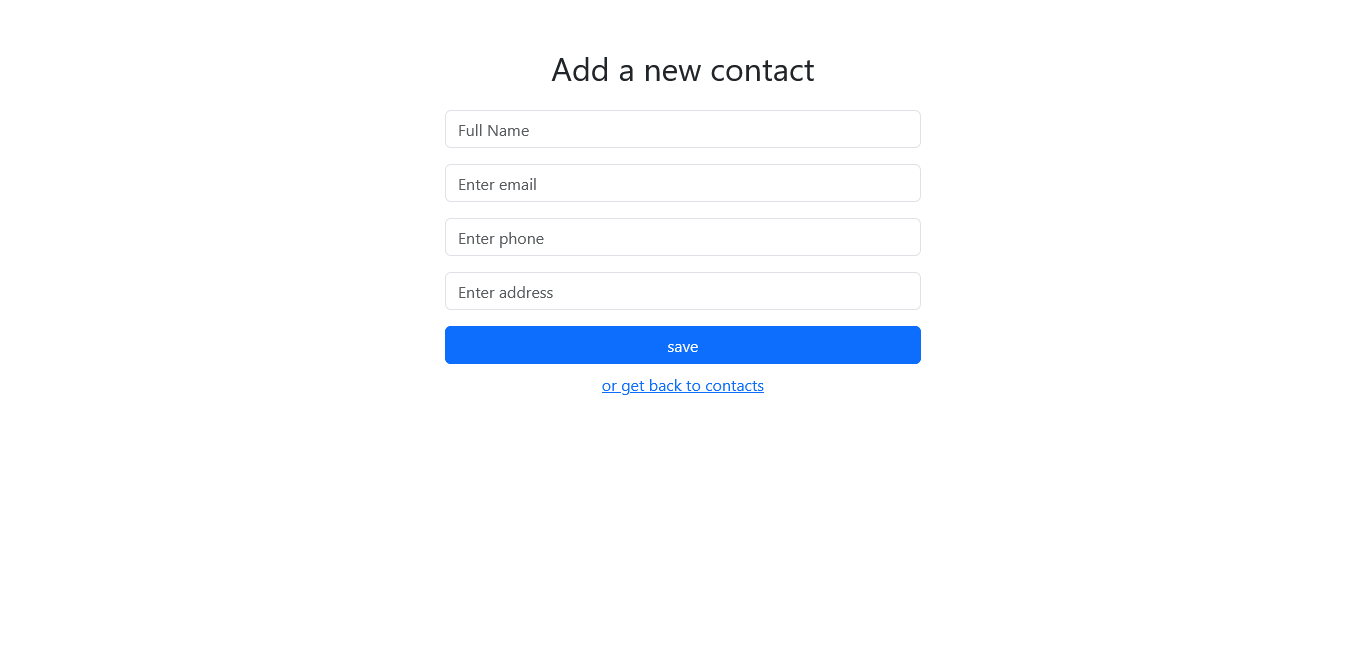 Add a new contact
Full Name
Enter email
Enter phone
Enter address
save
or get back to contacts